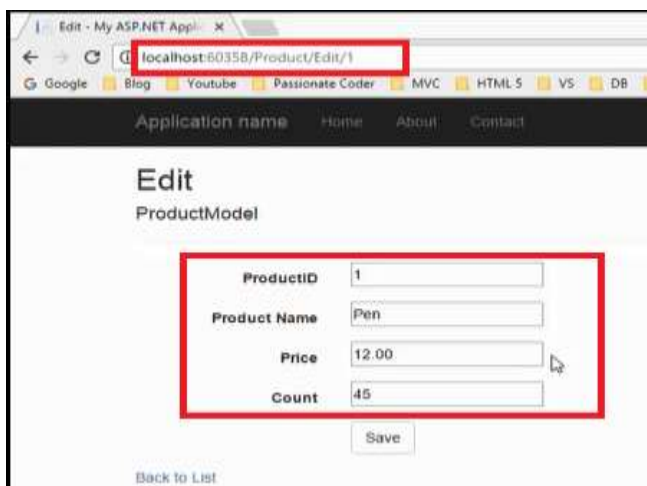 Edit - My ASP.NET Appl
localhost:60358/Product/Edit/1
Google Blog Youtube Passionate Coder MVC HTML 5 VS DB
Application name Home About Contact
Edit
ProductModel
ProductID 1
Product Name Pen
Price 12.00
Count 45
Save
Back to List